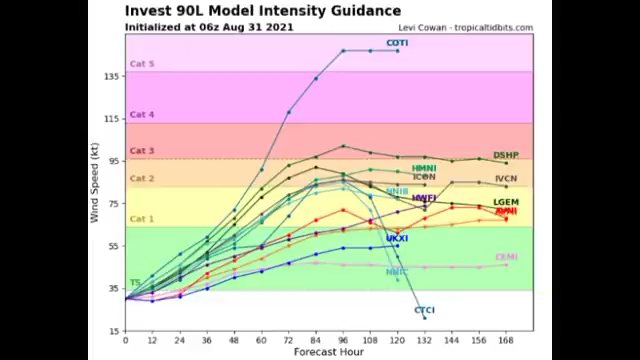 Invest 90L Model Intensity Guidance
Initialized at 06z Aug 31 2021
Levi Cowan - tropicaltidbits.com
COTI
135
Cat 5
Cat 4
115
Cat 3
DSHP
95
HMNI
ICON
IVCN
Cat 2
NNIB
HWFI
LGEM
75
AVNI
Cat 1
UKXI
55
CEMI
NNIC
TS
35
CTCI
15
Wind Speed (kt)
0 12 24 36 48 60 72 84 96 108 120 132 144 156 168
Forecast Hour